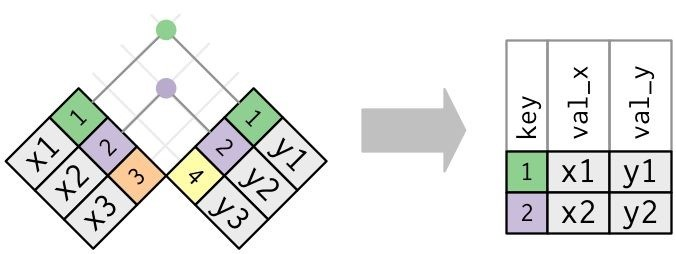 1 x1
2 x2
3 x3
1 y1
2 y2
4 y3
key val_x val_y
1 x1 y1
2 x2 y2